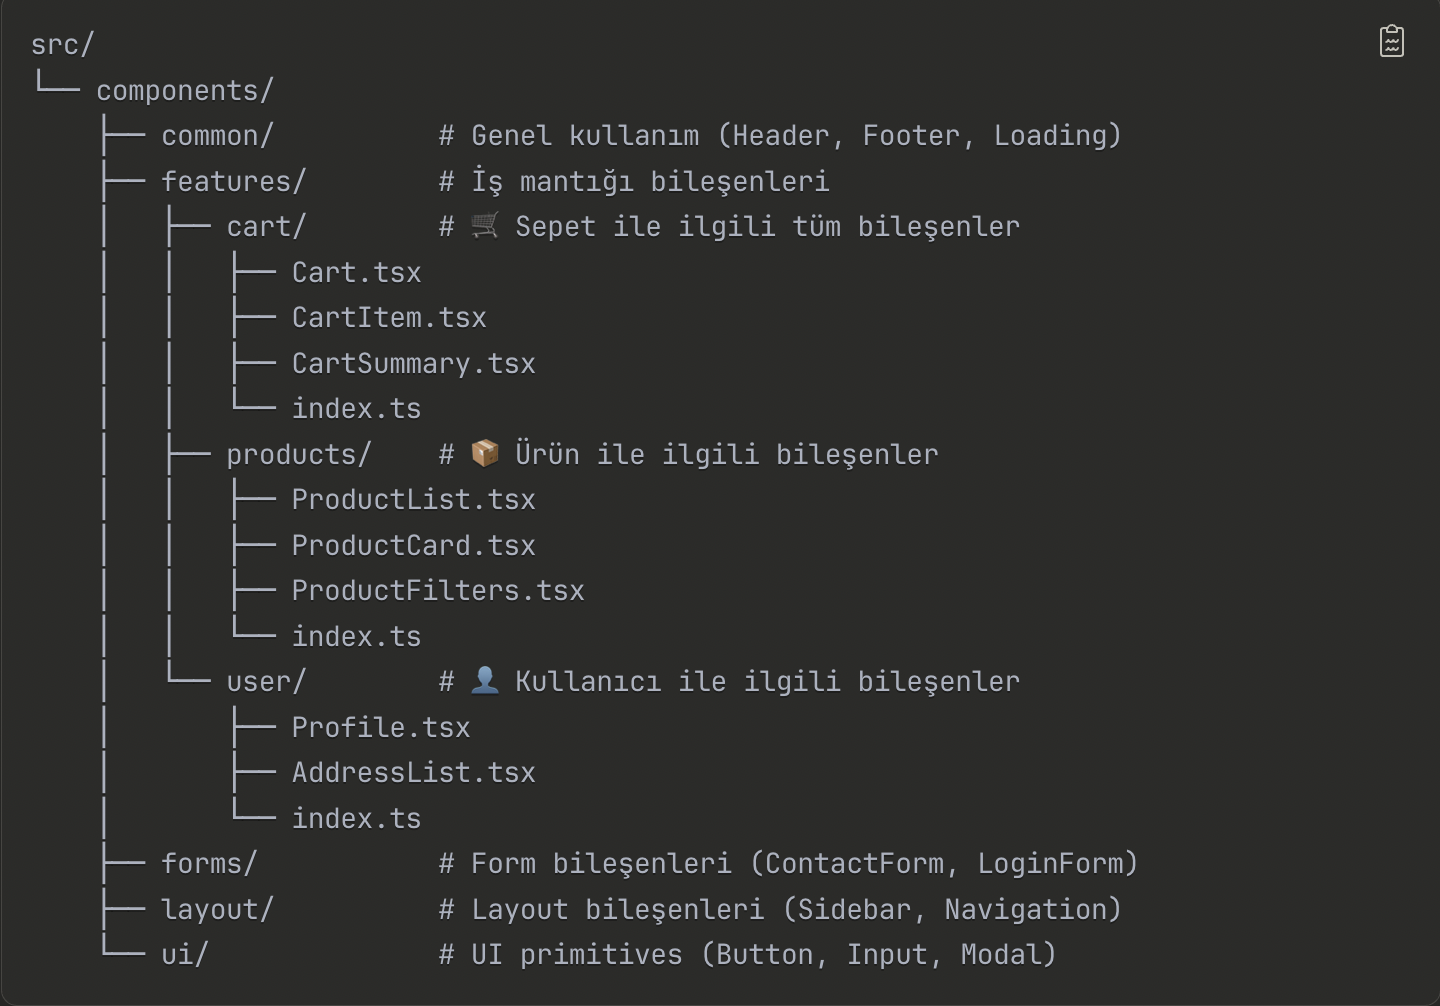 src/
└── components/
    ├── common/          # Genel kullanım (Header, Footer, Loading)
    ├── features/        # İş mantığı bileşenleri
    │   ├── cart/        # 🛒 Sepet ile ilgili tüm bileşenler
    │   │   ├── Cart.tsx
    │   │   ├── CartItem.tsx
    │   │   ├── CartSummary.tsx
    │   │   └── index.ts
    │   ├── products/    # 📦 Ürün ile ilgili bileşenler
    │   │   ├── ProductList.tsx
    │   │   ├── ProductCard.tsx
    │   │   ├── ProductFilters.tsx
    │   │   └── index.ts
    │   └── user/        # 👤 Kullanıcı ile ilgili bileşenler
    │       ├── Profile.tsx
    │       ├── AddressList.tsx
    │       └── index.ts
    ├── forms/           # Form bileşenleri (ContactForm, LoginForm)
    ├── layout/          # Layout bileşenleri (Sidebar, Navigation)
    └── ui/              # UI primitives (Button, Input, Modal)